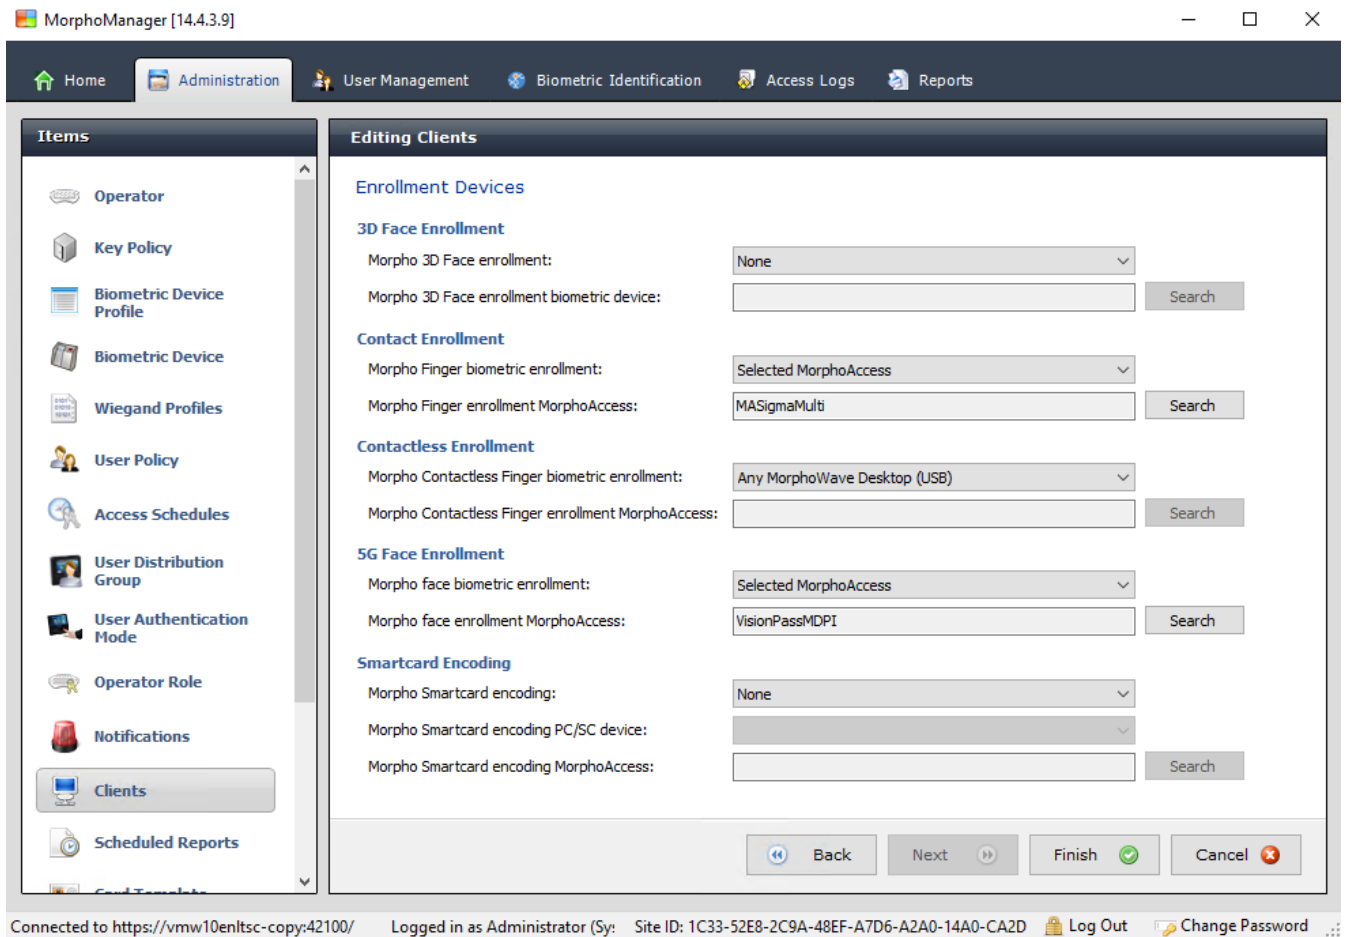 MorphoManager [14.4.3.9]
Home
Administration
User Management
Biometric Identification
Access Logs
Reports
Items
Operator
Key Policy
Biometric Device
Profile
Biometric Device
Wiegand Profiles
User Policy
Access Schedules
User Distribution
Group
User Authentication
Mode
Operator Role
Notifications
Clients
Scheduled Reports
Card Template
Editing Clients
Enrollment Devices
3D Face Enrollment
Morpho 3D Face enrollment: None
Morpho 3D Face enrollment biometric device: Search
Contact Enrollment
Morpho Finger biometric enrollment: Selected MorphoAccess
Morpho Finger enrollment MorphoAccess: MASigmaMulti Search
Contactless Enrollment
Morpho Contactless Finger biometric enrollment: Any MorphoWave Desktop (USB)
Morpho Contactless Finger enrollment MorphoAccess: Search
5G Face Enrollment
Morpho face biometric enrollment: Selected MorphoAccess
Morpho face enrollment MorphoAccess: VisionPassMDPI Search
Smartcard Encoding
Morpho Smartcard encoding: None
Morpho Smartcard encoding PC/SC device:
Morpho Smartcard encoding MorphoAccess: Search
Back Next Finish Cancel
Connected to https://vmw10enltsc-copy:42100/ Logged in as Administrator (Sy: Site ID: 1C33-52E8-2C9A-48EF-A7D6-A2A0-14A0-CA2D Log Out Change Password